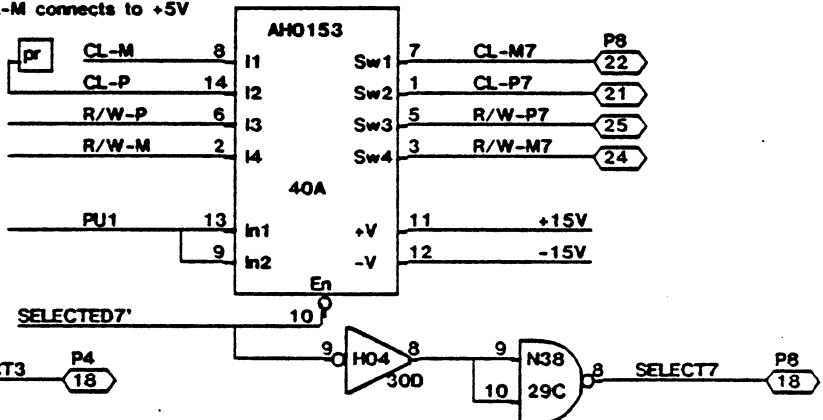 -M connects to +5V
AH0153
pr
CL-M 8 I1 Sw1 7 CL-M7 P8 22
CL-P 14 I2 Sw2 1 CL-P7 21
R/W-P 6 I3 Sw3 5 R/W-P7 25
R/W-M 2 I4 Sw4 3 R/W-M7 24
40A
PU1 13 In1 +V 11 +15V
9 In2 -V 12 -15V
En
SELECTED7' 10
9 H04 8 9 N38 8 SELECT7 P8 18
30D
10 29C
T3 P4 18